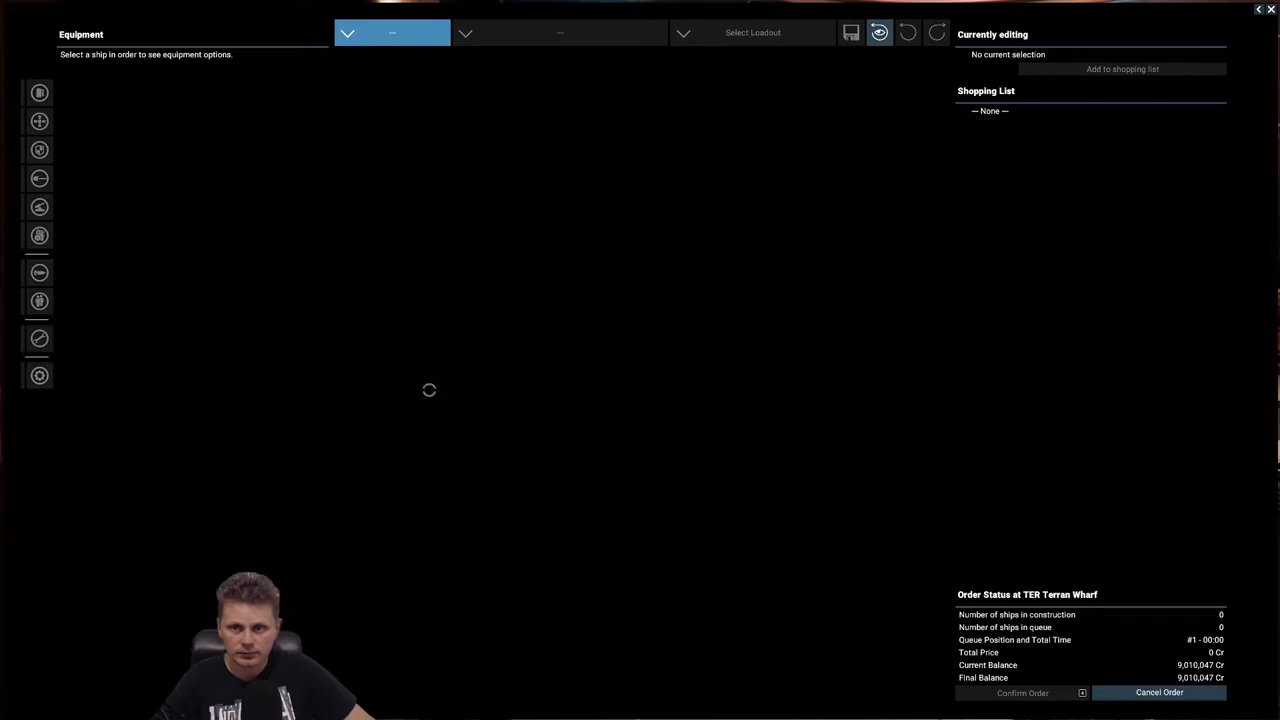 Equipment
Select a ship in order to see equipment options.
—
—
Select Loadout
Currently editing
No current selection
Add to shopping list
Shopping List
— None —
Order Status at TER Terran Wharf
Number of ships in construction 0
Number of ships in queue 0
Queue Position and Total Time #1 - 00:00
Total Price 0 Cr
Current Balance 9,010,047 Cr
Final Balance 9,010,047 Cr
Confirm Order
Cancel Order